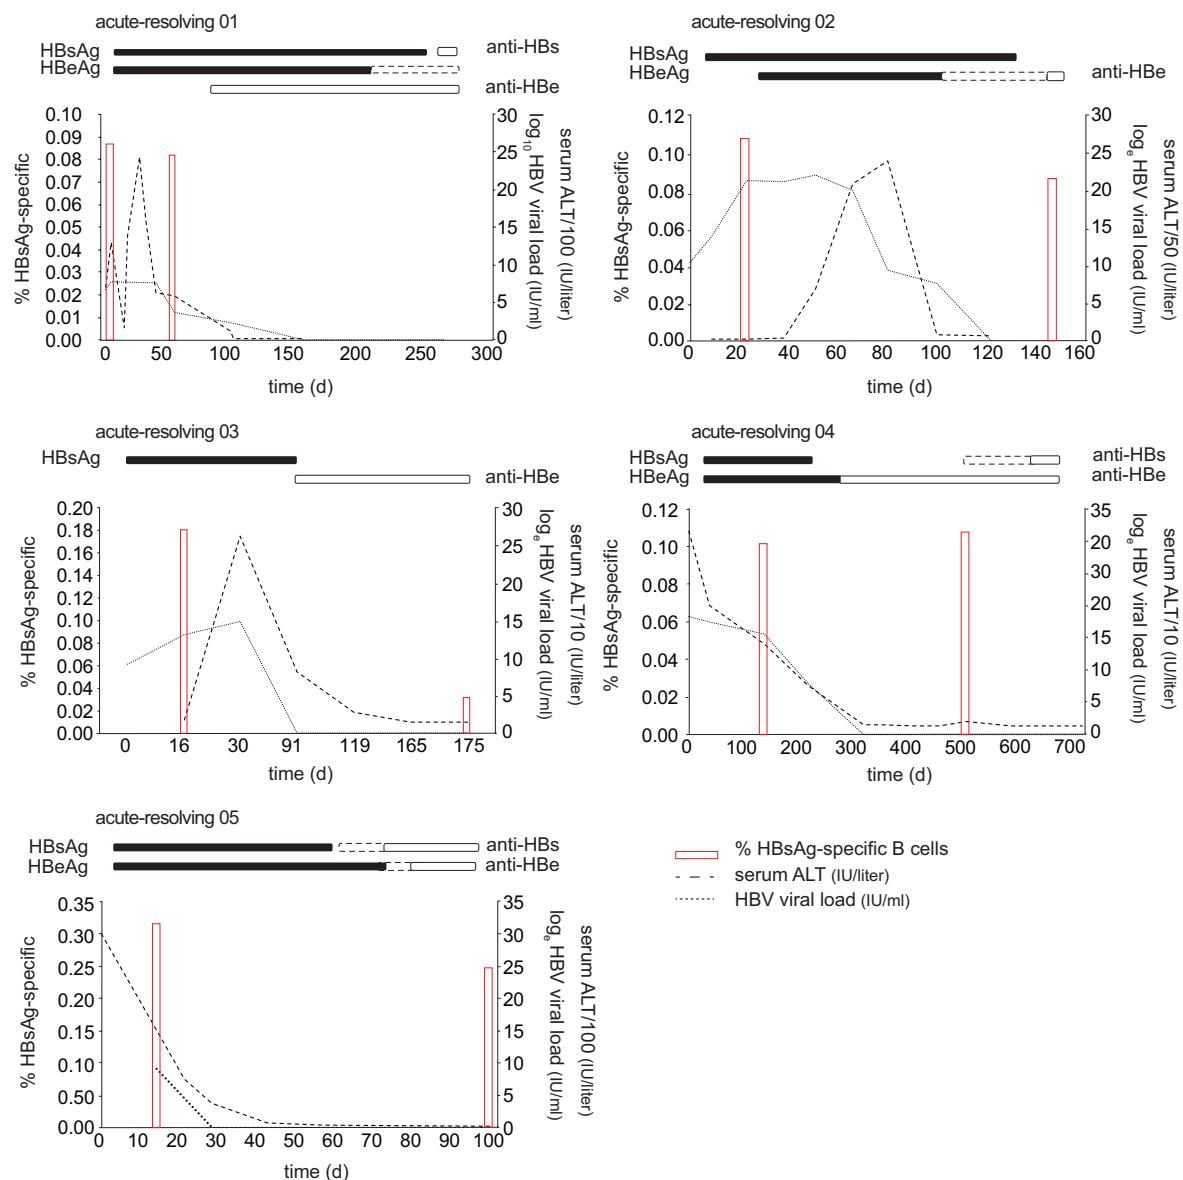 acute-resolving 01
HBsAg
anti-HBs
HBeAg
anti-HBe
0.10
0.09
0.08
0.07
0.06
0.05
0.04
0.03
0.02
0.01
0.00
% HBsAg-specific
0 50 100 150 200 250 300
time (d)
30
25
20
15
10
5
0
log10 HBV viral load (IU/ml)
serum ALT/100 (IU/liter)
acute-resolving 02
HBsAg
HBeAg
anti-HBe
0.12
0.10
0.08
0.06
0.04
0.02
0.00
% HBsAg-specific
0 20 40 60 80 100 120 140 160
time (d)
30
25
20
15
10
5
0
loge HBV viral load (IU/ml)
serum ALT/50 (IU/liter)
acute-resolving 03
HBsAg
anti-HBe
0.20
0.18
0.16
0.14
0.12
0.10
0.08
0.06
0.04
0.02
0.00
% HBsAg-specific
0 16 30 91 119 165 175
time (d)
30
25
20
15
10
5
0
loge HBV viral load (IU/ml)
serum ALT/10 (IU/liter)
acute-resolving 04
HBsAg
anti-HBs
HBeAg
anti-HBe
0.12
0.10
0.08
0.06
0.04
0.02
0.00
% HBsAg-specific
0 100 200 300 400 500 600 700
time (d)
35
20
30
20
15
10
5
0
loge HBV viral load (IU/ml)
serum ALT/10 (IU/liter)
acute-resolving 05
HBsAg
anti-HBs
HBeAg
anti-HBe
0.35
0.30
0.25
0.20
0.15
0.10
0.50
0.00
% HBsAg-specific
0 10 20 30 40 50 60 70 80 90 100
time (d)
35
30
25
20
15
10
5
0
loge HBV viral load (IU/ml)
serum ALT/100 (IU/liter)
% HBsAg-specific B cells
serum ALT (IU/liter)
HBV viral load (IU/ml)